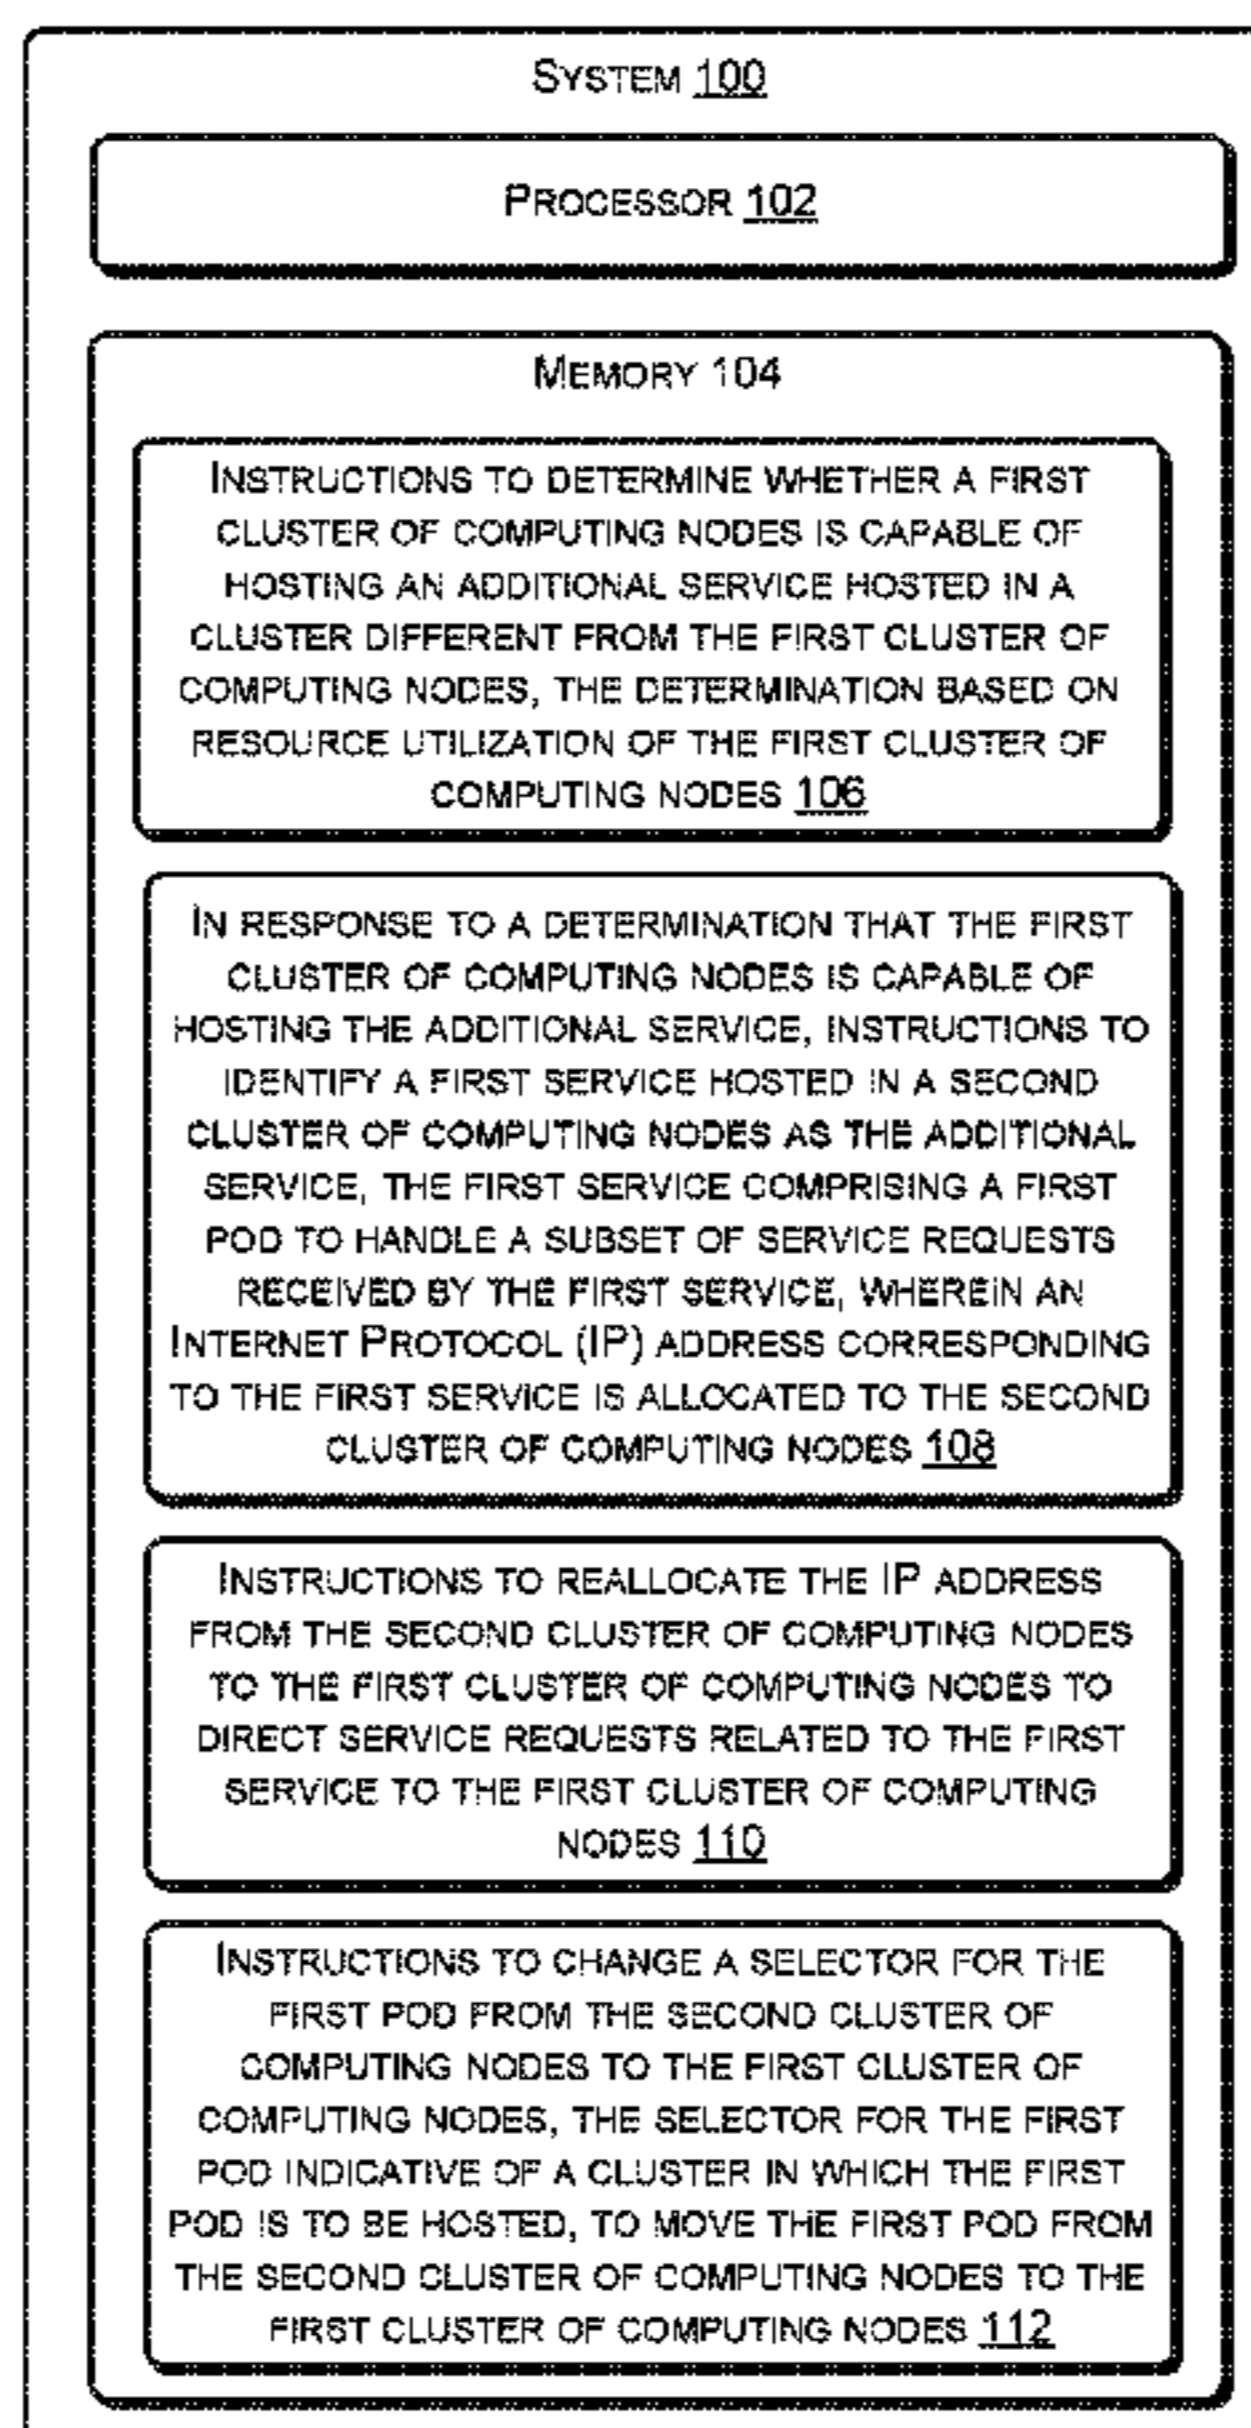 SYSTEM 100
PROCESSOR 102
MEMORY 104
INSTRUCTIONS TO DETERMINE WHETHER A FIRST
CLUSTER OF COMPUTING NODES IS CAPABLE OF
HOSTING AN ADDITIONAL SERVICE HOSTED IN A
CLUSTER DIFFERENT FROM THE FIRST CLUSTER OF
COMPUTING NODES, THE DETERMINATION BASED ON
RESOURCE UTILIZATION OF THE FIRST CLUSTER OF
COMPUTING NODES 106
IN RESPONSE TO A DETERMINATION THAT THE FIRST
CLUSTER OF COMPUTING NODES IS CAPABLE OF
HOSTING THE ADDITIONAL SERVICE, INSTRUCTIONS TO
IDENTIFY A FIRST SERVICE HOSTED IN A SECOND
CLUSTER OF COMPUTING NODES AS THE ADDITIONAL
SERVICE, THE FIRST SERVICE COMPRISING A FIRST
POD TO HANDLE A SUBSET OF SERVICE REQUESTS
RECEIVED BY THE FIRST SERVICE, WHEREIN AN
INTERNET PROTOCOL (IP) ADDRESS CORRESPONDING
TO THE FIRST SERVICE IS ALLOCATED TO THE SECOND
CLUSTER OF COMPUTING NODES 108
INSTRUCTIONS TO REALLOCATE THE IP ADDRESS
FROM THE SECOND CLUSTER OF COMPUTING NODES
TO THE FIRST CLUSTER OF COMPUTING NODES TO
DIRECT SERVICE REQUESTS RELATED TO THE FIRST
SERVICE TO THE FIRST CLUSTER OF COMPUTING
NODES 110
INSTRUCTIONS TO CHANGE A SELECTOR FOR THE
FIRST POD FROM THE SECOND CLUSTER OF
COMPUTING NODES TO THE FIRST CLUSTER OF
COMPUTING NODES, THE SELECTOR FOR THE FIRST
POD INDICATIVE OF A CLUSTER IN WHICH THE FIRST
POD IS TO BE HOSTED, TO MOVE THE FIRST POD FROM
THE SECOND CLUSTER OF COMPUTING NODES TO THE
FIRST CLUSTER OF COMPUTING NODES 112